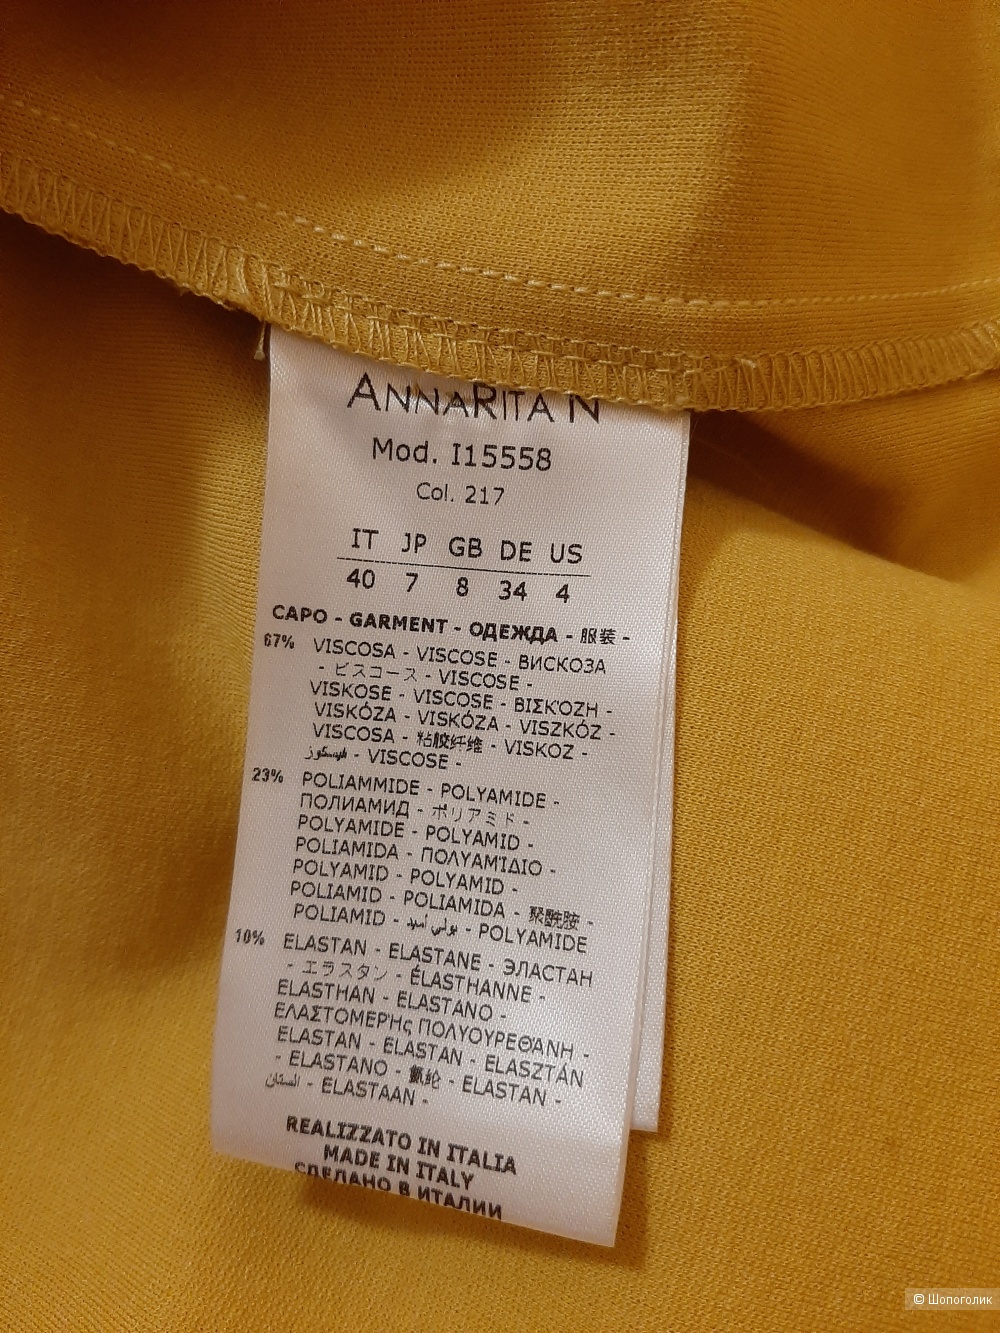 ANNARITA N
Mod. I15558
Col. 217
IT JP GB DE US
40 7 8 34 4
CAPO - GARMENT - ОДЕЖДА - 服装 -
67% VISCOSA - VISCOSE - ВИСКОЗА
- ビスコース - VISCOSE -
VISKOSE - VISCOSE - ΒΙΣΚΌΖΗ -
VISKÓZA - VISKÓZA - VISZKÓZ -
VISCOSA - 粘胶纤维 - VISKOZ -
فيسكوز - VISCOSE -
23% POLIAMMIDE - POLYAMIDE -
ПОЛИАМИД - ポリアミド -
POLYAMIDE - POLYAMID -
POLIAMIDA - ΠΟΛΥΑΜΊΔΙΟ -
POLYAMID - POLYAMID -
POLIAMID - POLIAMIDA - 聚酰胺 -
POLIAMID - بولي أميد - POLYAMIDE
10% ELASTAN - ELASTANE - ЭЛАСТАН
- エラスタン - ÉLASTHANNE -
ELASTHAN - ELASTANO -
ΕΛΑΣΤΟΜΕΡΉς ΠΟΛΥΟΥΡΕΘΆΝΗ -
ELASTAN - ELASTAN - ELASZTÁN
- ELASTANO - 氨纶 - ELASTAN -
الستان - ELASTAAN -
REALIZZATO IN ITALIA
MADE IN ITALY
СДЕЛАНО В ИТАЛИИ
© Шопоголик